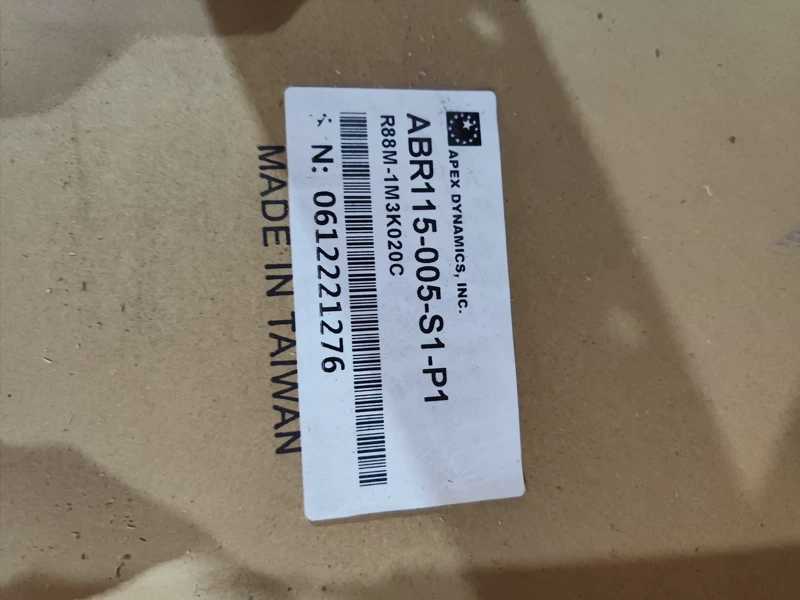 APEX DYNAMICS, INC.
ABR115-005-S1-P1
R88M-1M3K020C
N: 0612221276
MADE IN TAIWAN